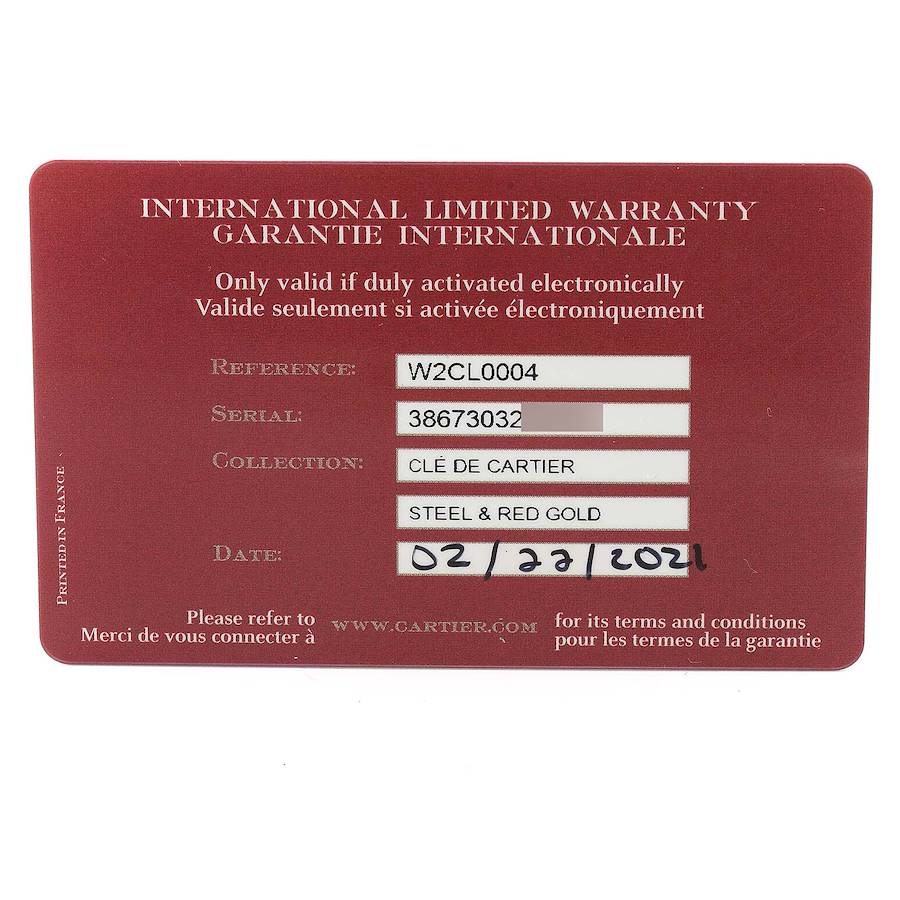 INTERNATIONAL LIMITED WARRANTY
GARANTIE INTERNATIONALE
Only valid if duly activated electronically
Valide seulement si activée électroniquement
REFERENCE: W2CL0004
SERIAL: 38673032
COLLECTION: CLÉ DE CARTIER
STEEL & RED GOLD
DATE: 02/22/2021
PRINTED IN FRANCE
Please refer to WWW.CARTIER.COM for its terms and conditions
Merci de vous connecter à pour les termes de la garantie